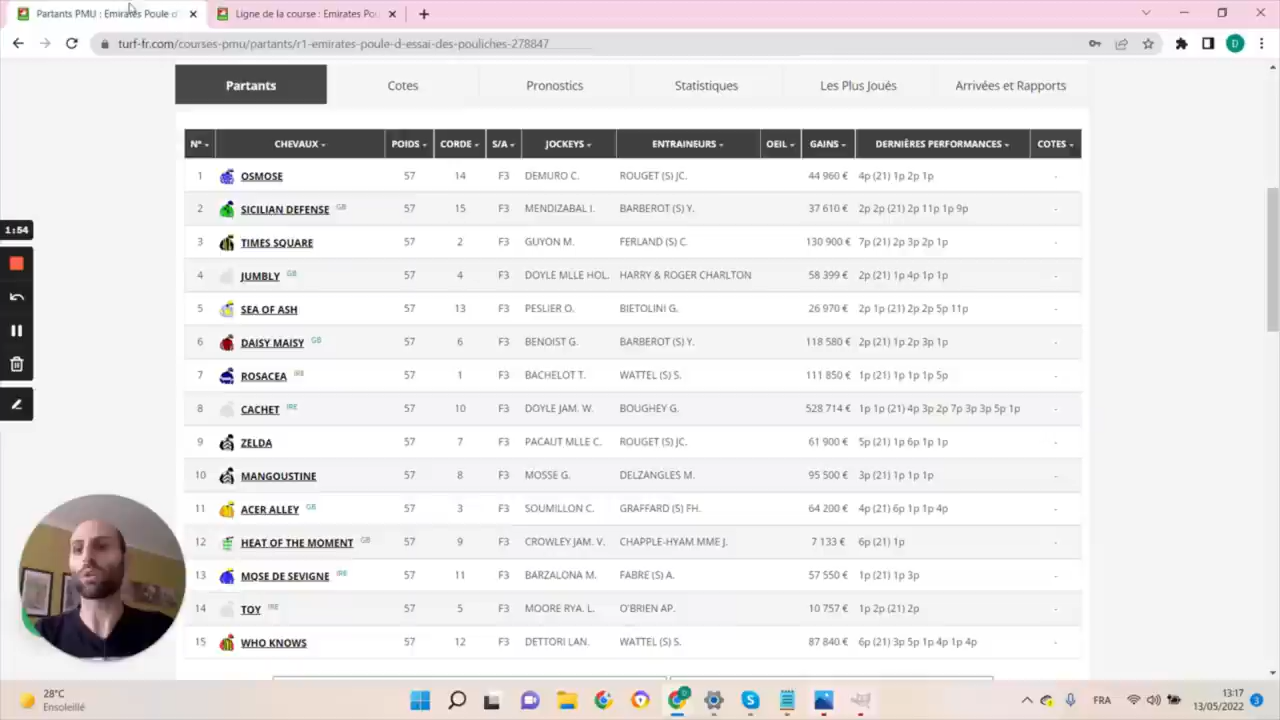 Partants PMU : Emirates Poule d
Ligne de la course : Emirates Pou
turf-fr.com/courses-pmu/partants/r1-emirates-poule-d-essai-des-pouliches-278847
D
Partants Cotes Pronostics Statistiques Les Plus Joués Arrivées et Rapports
N° CHEVAUX POIDS CORDE S/A JOCKEYS ENTRAINEURS OEIL GAINS DERNIÈRES PERFORMANCES COTES
1 OSMOSE 57 14 F3 DEMURO C. ROUGET (S) JC. 44 960 € 4p (21) 1p 2p 1p -
2 SICILIAN DEFENSE GB 57 15 F3 MENDIZABAL I. BARBEROT (S) Y. 37 610 € 2p 2p (21) 2p 11p 1p 9p -
3 TIMES SQUARE 57 2 F3 GUYON M. FERLAND (S) C. 130 900 € 7p (21) 2p 3p 2p 1p -
1:54
4 JUMBLY GB 57 4 F3 DOYLE MLLE HOL. HARRY & ROGER CHARLTON 58 399 € 2p (21) 1p 4p 1p 1p -
5 SEA OF ASH 57 13 F3 PESLIER O. BIETOLINI G. 26 970 € 2p 1p (21) 2p 2p 5p 11p -
6 DAISY MAISY GB 57 6 F3 BENOIST G. BARBEROT (S) Y. 118 580 € 2p (21) 1p 2p 3p 1p -
7 ROSACEA IRE 57 1 F3 BACHELOT T. WATTEL (S) S. 111 850 € 1p (21) 1p 1p 1p 5p -
8 CACHET IRE 57 10 F3 DOYLE JAM. W. BOUGHEY G. 528 714 € 1p 1p (21) 4p 3p 2p 7p 3p 3p 5p 1p -
9 ZELDA 57 7 F3 PACAUT MLLE C. ROUGET (S) JC. 61 900 € 5p (21) 1p 6p 1p 1p -
10 MANGOUSTINE 57 8 F3 MOSSE G. DELZANGLES M. 95 500 € 3p (21) 1p 1p 1p -
11 ACER ALLEY GB 57 3 F3 SOUMILLON C. GRAFFARD (S) FH. 64 200 € 4p (21) 6p 1p 1p 4p -
12 HEAT OF THE MOMENT GB 57 9 F3 CROWLEY JAM. V. CHAPPLE-HYAM MME J. 7 133 € 6p (21) 1p -
13 MQSE DE SEVIGNE IRE 57 11 F3 BARZALONA M. FABRE (S) A. 57 550 € 1p (21) 1p 3p -
14 TOY IRE 57 5 F3 MOORE RYA. L. O'BRIEN AP. 10 757 € 1p 2p (21) 2p -
15 WHO KNOWS 57 12 F3 DETTORI LAN. WATTEL (S) S. 87 840 € 6p (21) 3p 5p 1p 4p 1p 4p -
28°C
Ensoleillé
FRA
13:17
13/05/2022
3